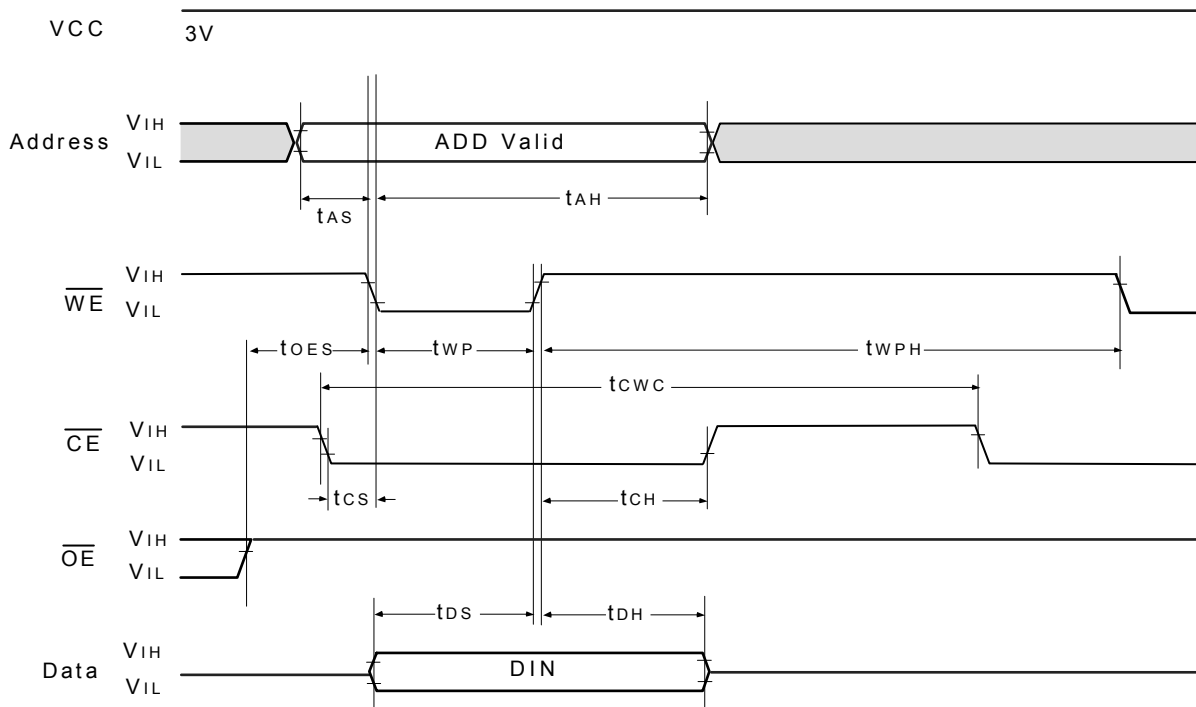 VCC 3V
Address VIH ADD Valid
VIL
tAS tAH
WE VIH
VIL
tOES tWP tWPH
tCWC
CE VIH
VIL
tCS tCH
OE VIH
VIL
tDS tDH
Data VIH DIN
VIL